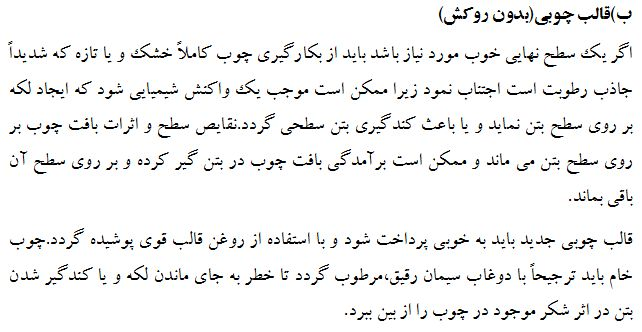 ب)قالب چوبی(بدون روکش)
اگر یک سطح نهایی خوب مورد نیاز باشد باید از بکارگیری چوب کاملاً خشک و یا تازه که شدیداً
جاذب رطوبت است اجتناب نمود زیرا ممکن است موجب یک واکنش شیمیایی شود که ایجاد لکه
بر روی سطح بتن نماید و یا باعث کندگیری بتن سطحی گردد.نقایص سطح و اثرات بافت چوب بر
روی سطح بتن می ماند و ممکن است برآمدگی بافت چوب در بتن گیر کرده و بر روی سطح آن
باقی بماند.
قالب چوبی جدید باید به خوبی پرداخت شود و با استفاده از روغن قالب قوی پوشیده گردد.چوب
خام باید ترجیحاً با دوغاب سیمان رقیق،مرطوب گردد تا خطر به جای ماندن لکه و یا کندگیر شدن
بتن در اثر شکر موجود در چوب را از بین ببرد.